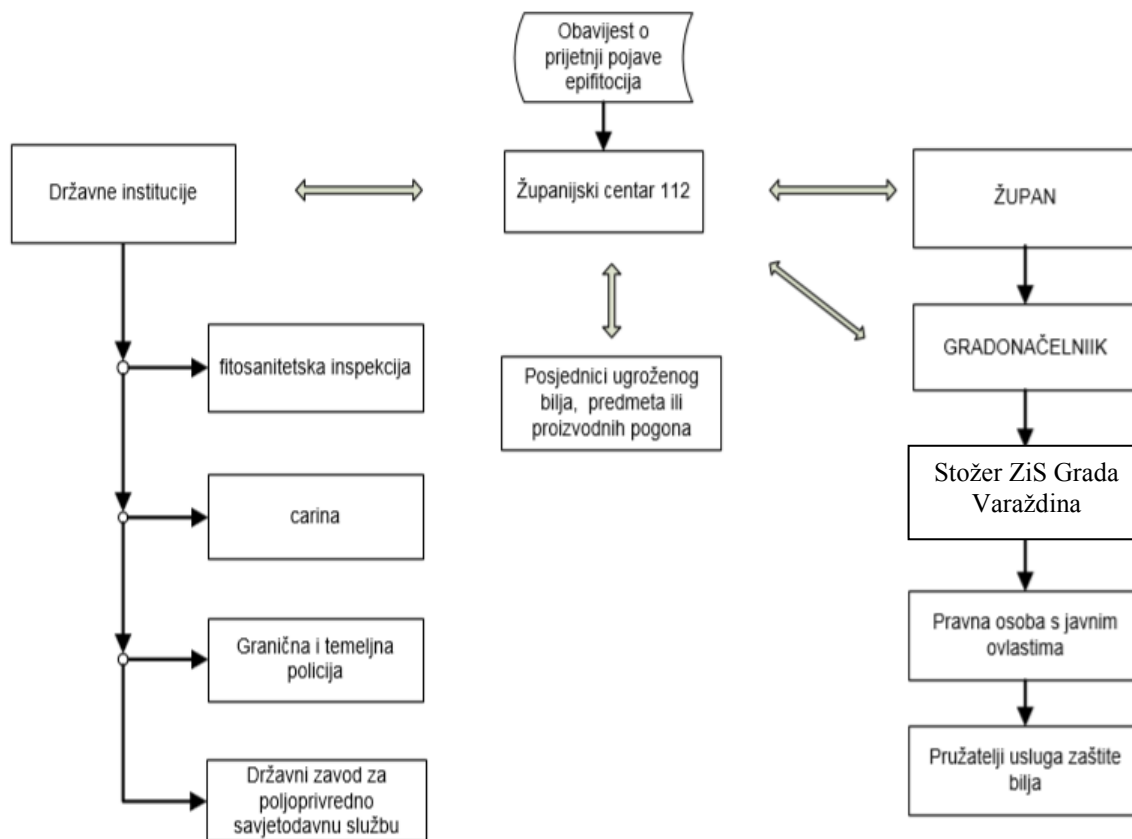 Obavijest o
prijetnji pojave
epifitocija
Državne institucije
Županijski centar 112
ŽUPAN
fitosanitetska inspekcija
GRADONAČELNIIK
Posjednici ugroženog
bilja, predmeta ili
proizvodnih pogona
Stožer ZiS Grada
Varaždina
carina
Pravna osoba s javnim
ovlastima
Granična i temeljna
policija
Pružatelji usluga zaštite
bilja
Državni zavod za
poljoprivredno
savjetodavnu službu